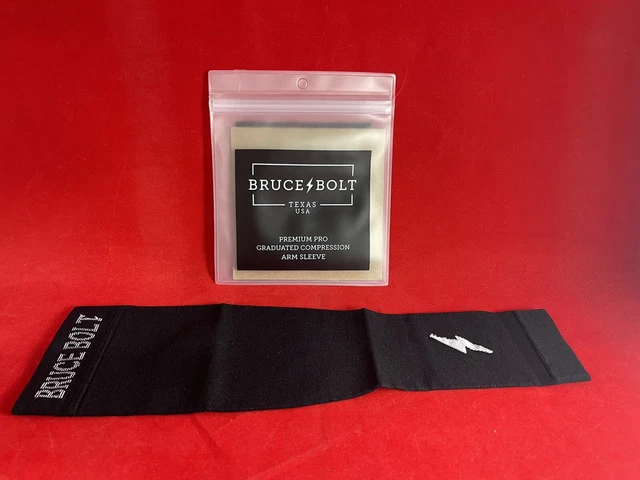 BRUCE BOLT
TEXAS
USA
PREMIUM PRO
GRADUATED COMPRESSION
ARM SLEEVE
BRUCE BOLT